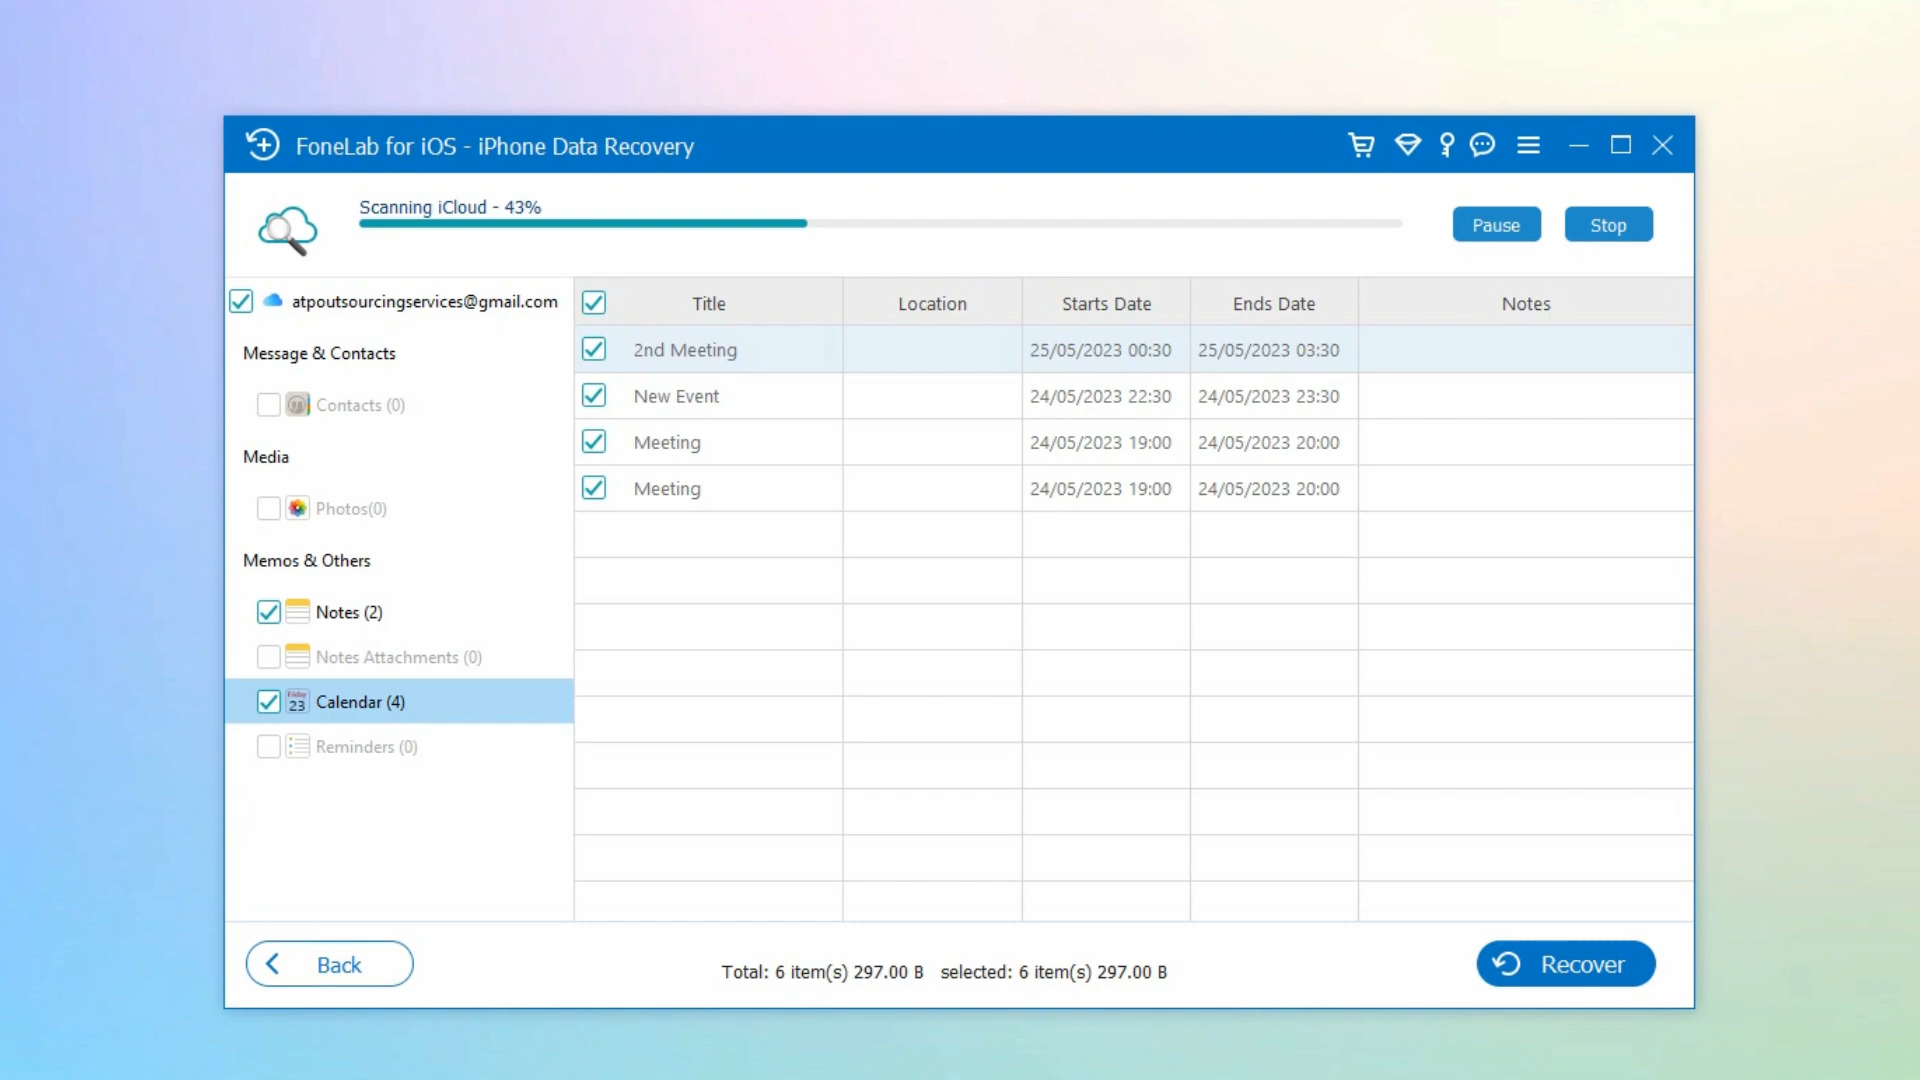 FoneLab for iOS - iPhone Data Recovery
Scanning iCloud - 43%
Pause
Stop
atpoutsourcingservices@gmail.com
Message & Contacts
Contacts (0)
Media
Photos(0)
Memos & Others
Notes (2)
Notes Attachments (0)
Friday
23
Calendar (4)
Reminders (0)
Title Location Starts Date Ends Date Notes
2nd Meeting 25/05/2023 00:30 25/05/2023 03:30
New Event 24/05/2023 22:30 24/05/2023 23:30
Meeting 24/05/2023 19:00 24/05/2023 20:00
Meeting 24/05/2023 19:00 24/05/2023 20:00
Back
Total: 6 item(s) 297.00 B selected: 6 item(s) 297.00 B
Recover